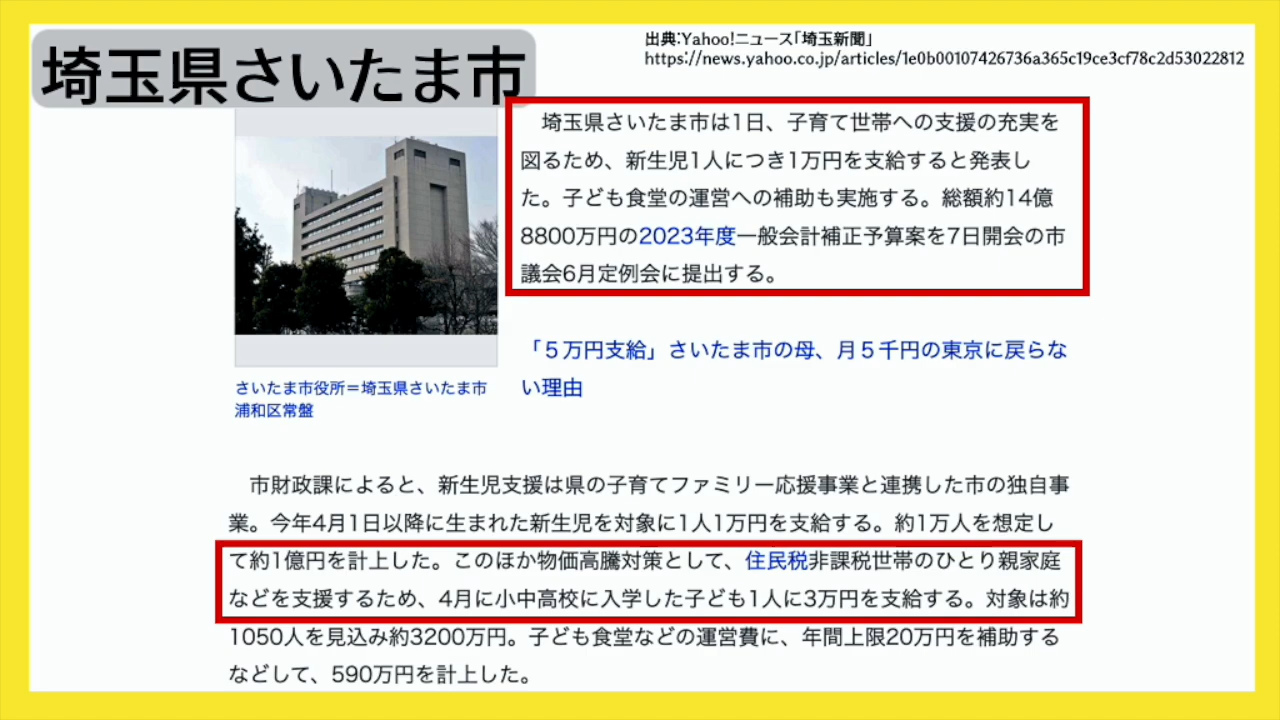 埼玉県さいたま市
出典:Yahoo!ニュース「埼玉新聞」
https://news.yahoo.co.jp/articles/1e0b00107426736a365c19ce3cf78c2d53022812
埼玉県さいたま市は1日、子育て世帯への支援の充実を
図るため、新生児1人につき1万円を支給すると発表し
た。子ども食堂の運営への補助も実施する。総額約14億
8800万円の2023年度一般会計補正予算案を7日開会の市
議会6月定例会に提出する。
「５万円支給」さいたま市の母、月５千円の東京に戻らな
い理由
さいたま市役所＝埼玉県さいたま市
浦和区常盤
市財政課によると、新生児支援は県の子育てファミリー応援事業と連携した市の独自事
業。今年4月1日以降に生まれた新生児を対象に1人1万円を支給する。約1万人を想定し
て約1億円を計上した。このほか物価高騰対策として、住民税非課税世帯のひとり親家庭
などを支援するため、4月に小中高校に入学した子ども1人に3万円を支給する。対象は約
1050人を見込み約3200万円。子ども食堂などの運営費に、年間上限20万円を補助する
などして、590万円を計上した。